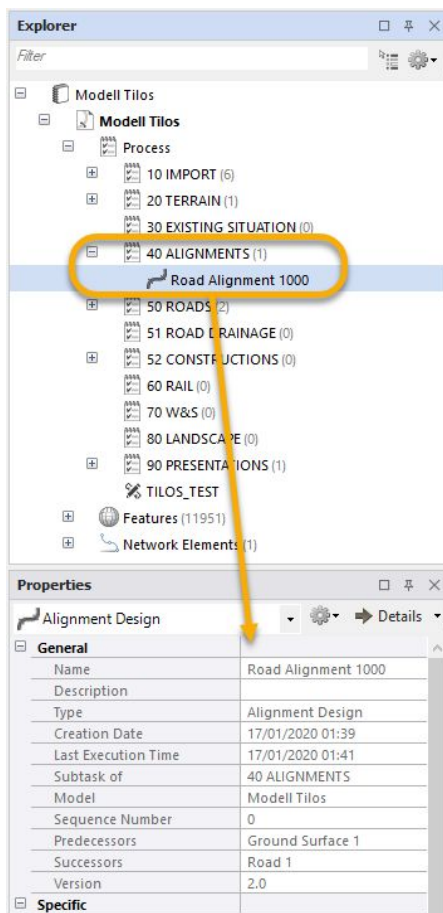 Explorer
Filter
Modell Tilos
Modell Tilos
Process
10 IMPORT (6)
20 TERRAIN (1)
30 EXISTING SITUATION (0)
40 ALIGNMENTS (1)
Road Alignment 1000
50 ROADS (2)
51 ROAD DRAINAGE (0)
52 CONSTRUCTIONS (0)
60 RAIL (0)
70 W&S (0)
80 LANDSCAPE (0)
90 PRESENTATIONS (1)
TILOS_TEST
Features (11951)
Network Elements (1)
Properties
Alignment Design Details
General
Name Road Alignment 1000
Description
Type Alignment Design
Creation Date 17/01/2020 01:39
Last Execution Time 17/01/2020 01:41
Subtask of 40 ALIGNMENTS
Model Modell Tilos
Sequence Number 0
Predecessors Ground Surface 1
Successors Road 1
Version 2.0
Specific